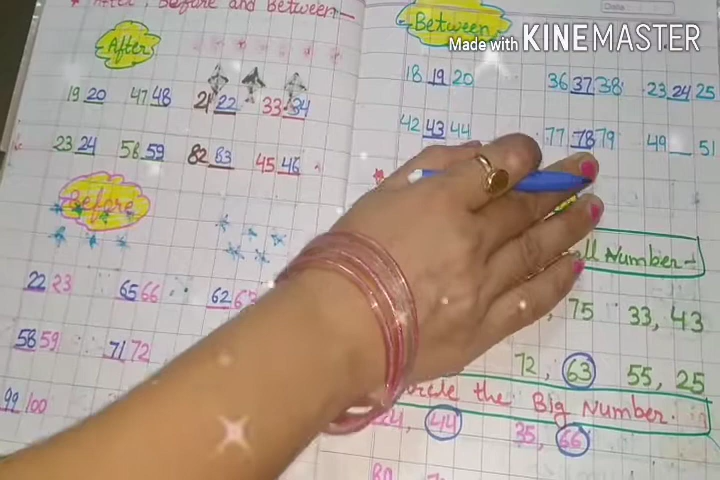 After, Before and Between
After
19 20 47 48 21 22 33 34
23 24 58 59 82 83 45 46
Before
22 23 65 66 62 63
58 59 71 72
99 100
Between
Made with KINEMASTER
18 19 20 36 37 38 23 24 25
42 43 44 77 78 79 49 __ 51
Number
75 33, 43
72, 63 55, 25
the Big Number.
44 35, 66